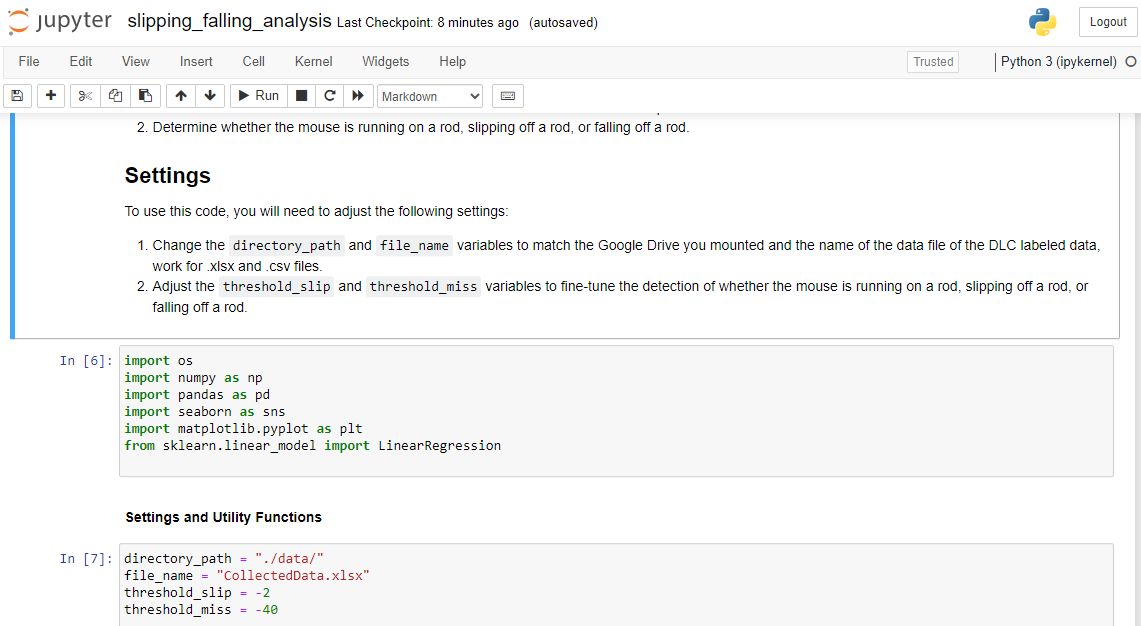 jupyter slipping_falling_analysis Last Checkpoint: 8 minutes ago (autosaved)
Logout
File Edit View Insert Cell Kernel Widgets Help
Trusted
Python 3 (ipykernel)
Run
Markdown
2. Determine whether the mouse is running on a rod, slipping off a rod, or falling off a rod.
Settings
To use this code, you will need to adjust the following settings:
1. Change the directory_path and file_name variables to match the Google Drive you mounted and the name of the data file of the DLC labeled data,
work for .xlsx and .csv files.
2. Adjust the threshold_slip and threshold_miss variables to fine-tune the detection of whether the mouse is running on a rod, slipping off a rod, or
falling off a rod.
In [6]:
import os
import numpy as np
import pandas as pd
import seaborn as sns
import matplotlib.pyplot as plt
from sklearn.linear_model import LinearRegression
Settings and Utility Functions
In [7]:
directory_path = "./data/"
file_name = "CollectedData.xlsx"
threshold_slip = -2
threshold_miss = -40